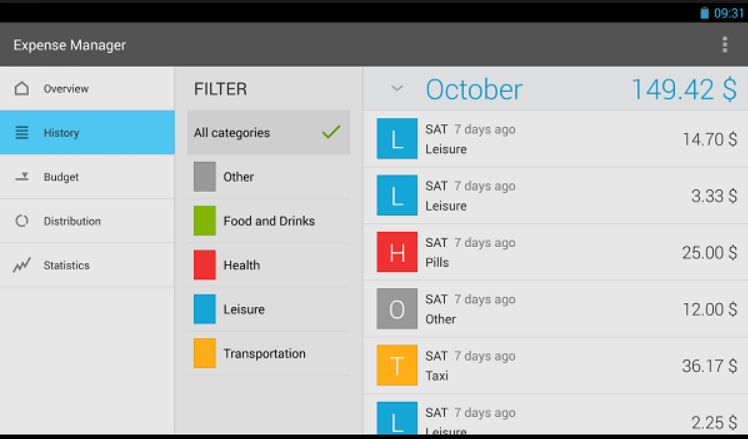 09:31
Expense Manager
Overview
History
Budget
Distribution
Statistics
FILTER
All categories
Other
Food and Drinks
Health
Leisure
Transportation
October 149.42 $
L SAT 7 days ago
Leisure 14.70 $
L SAT 7 days ago
Leisure 3.33 $
H SAT 7 days ago
Pills 25.00 $
O SAT 7 days ago
Other 12.00 $
T SAT 7 days ago
Taxi 36.17 $
L SAT 7 days ago
Leisure 2.25 $